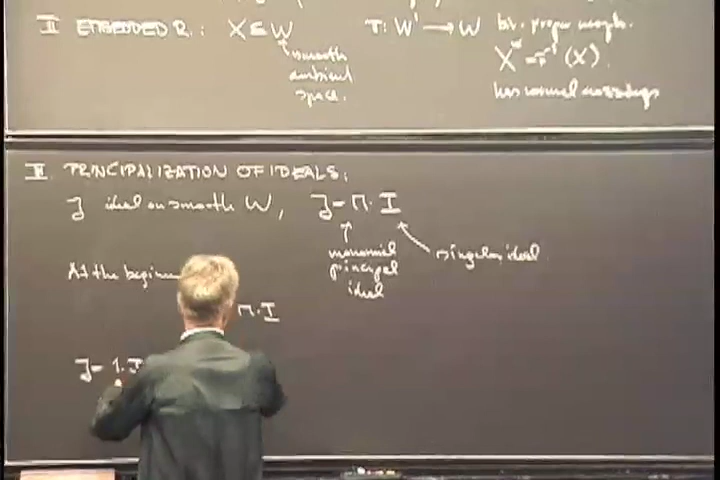 II EMBEDDED R.: X ⊆ W τ: W' → W bir. proper morph.
smooth
ambient
space.
X* = τ⁻¹(X).
has normal crossings
III PRINCIPALIZATION OF IDEALS:
J ideal on smooth W, J = M · I
monomial
principal
ideal
singular ideal
At the beginn
M · I
J = 1 · J